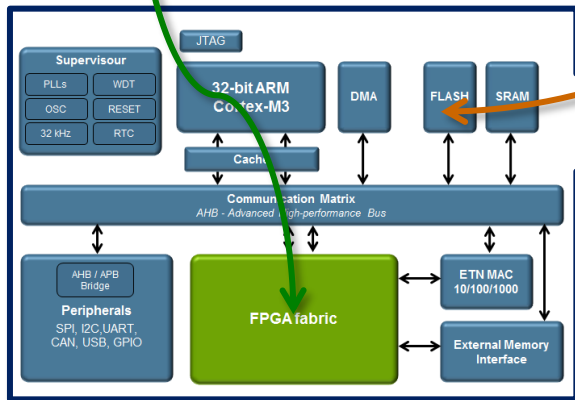 JTAG
Supervisour
PLLs
WDT
OSC
RESET
32 kHz
RTC
32-bit ARM
Cortex-M3
DMA
FLASH
SRAM
Cache
Communication Matrix
AHB - Advanced High-performance Bus
AHB / APB
Bridge
Peripherals
SPI, I2C,UART,
CAN, USB, GPIO
FPGA fabric
ETN MAC
10/100/1000
External Memory
Interface